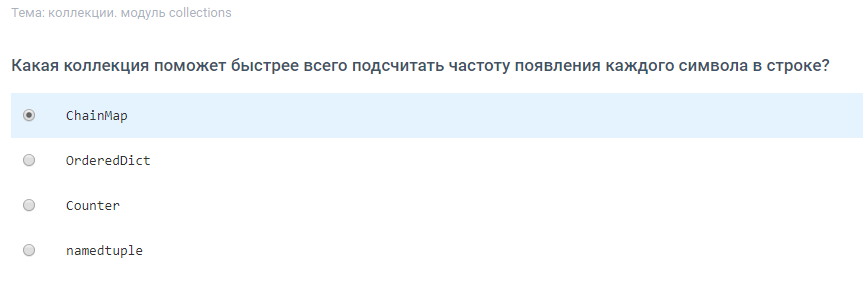 Тема: коллекции. модуль collections
Какая коллекция поможет быстрее всего подсчитать частоту появления каждого символа в строке?
ChainMap
OrderedDict
Counter
namedtuple